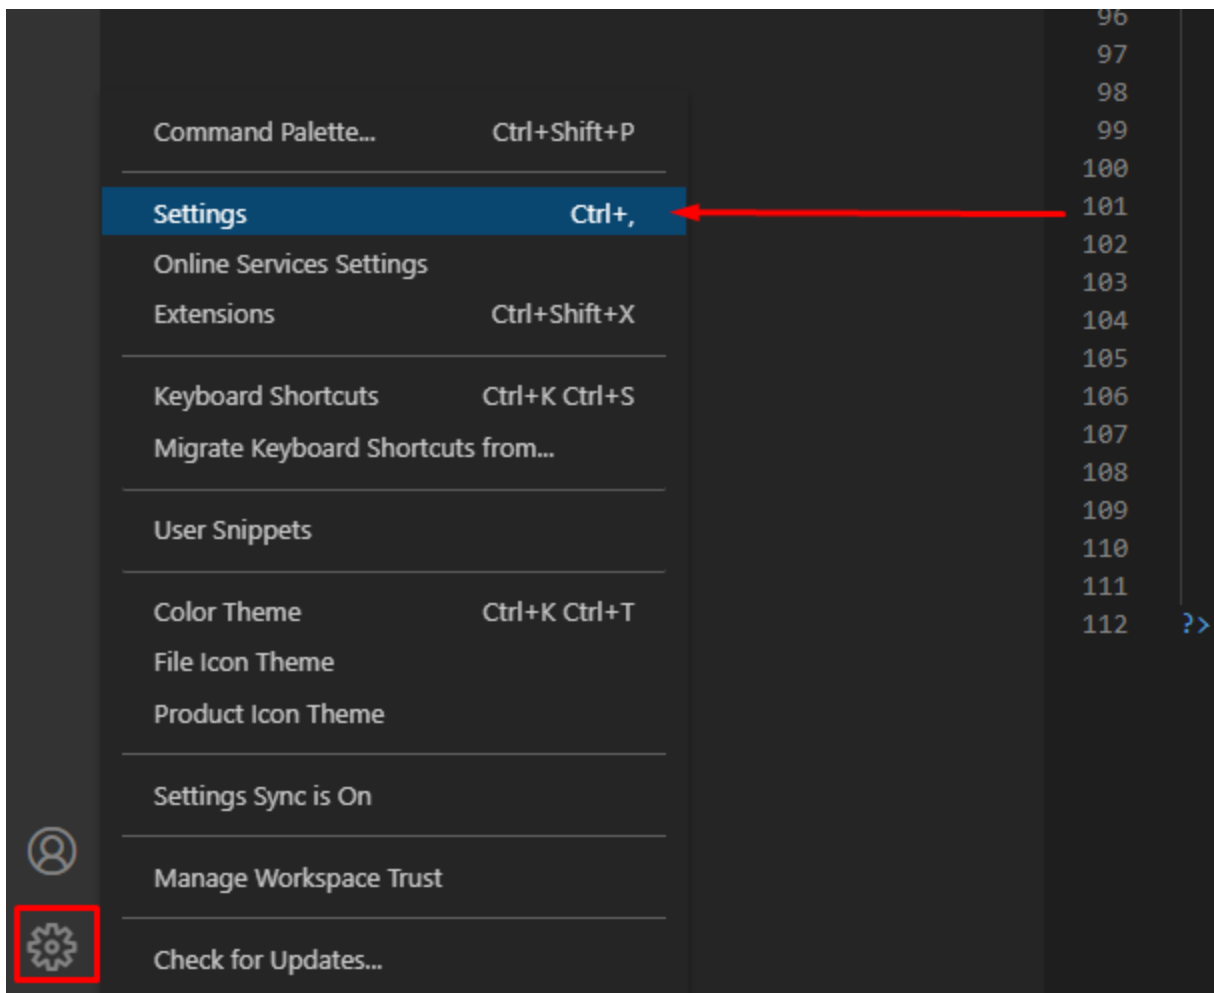 Command Palette... Ctrl+Shift+P
Settings Ctrl+,
Online Services Settings
Extensions Ctrl+Shift+X
Keyboard Shortcuts Ctrl+K Ctrl+S
Migrate Keyboard Shortcuts from...
User Snippets
Color Theme Ctrl+K Ctrl+T
File Icon Theme
Product Icon Theme
Settings Sync is On
Manage Workspace Trust
Check for Updates...
96
97
98
99
100
101
102
103
104
105
106
107
108
109
110
111
112 ?>